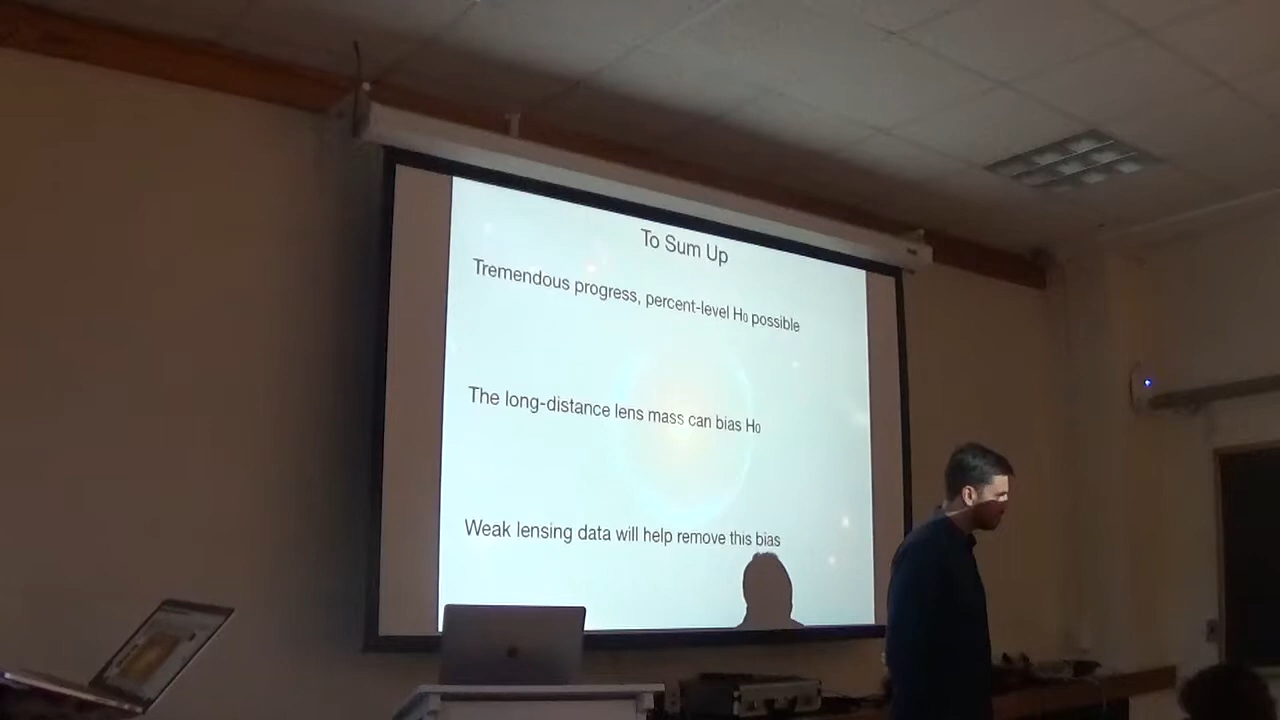 To Sum Up
Tremendous progress, percent-level H₀ possible
The long-distance lens mass can bias H₀
Weak lensing data will help remove this bias